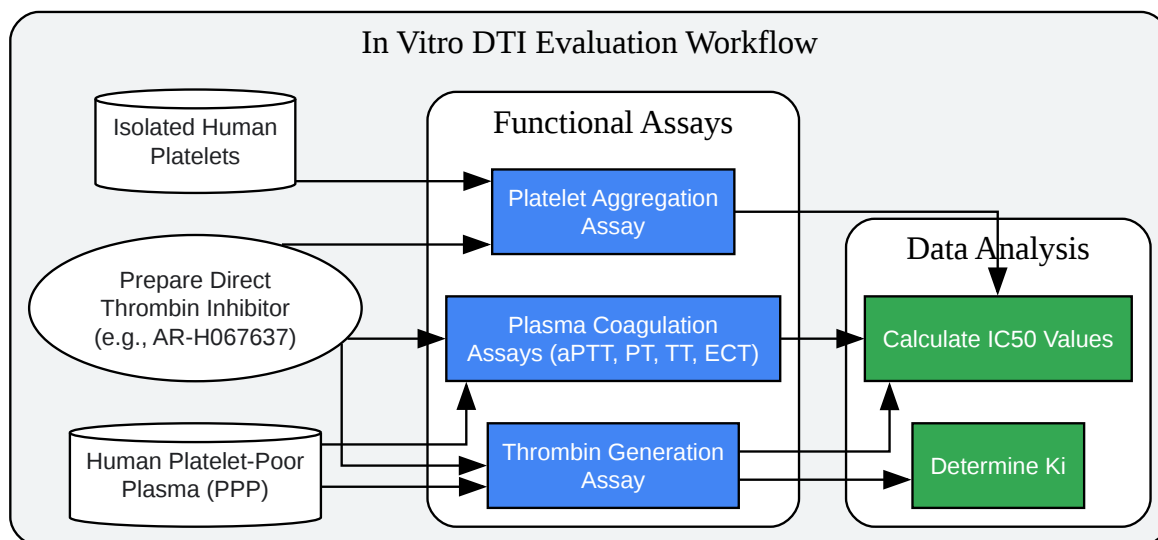 In Vitro DTI Evaluation Workflow
Isolated Human
Platelets
Prepare Direct
Thrombin Inhibitor
(e.g., AR-H067637)
Human Platelet-Poor
Plasma (PPP)
Functional Assays
Platelet Aggregation
Assay
Plasma Coagulation
Assays (aPTT, PT, TT, ECT)
Thrombin Generation
Assay
Data Analysis
Calculate IC50 Values
Determine Ki